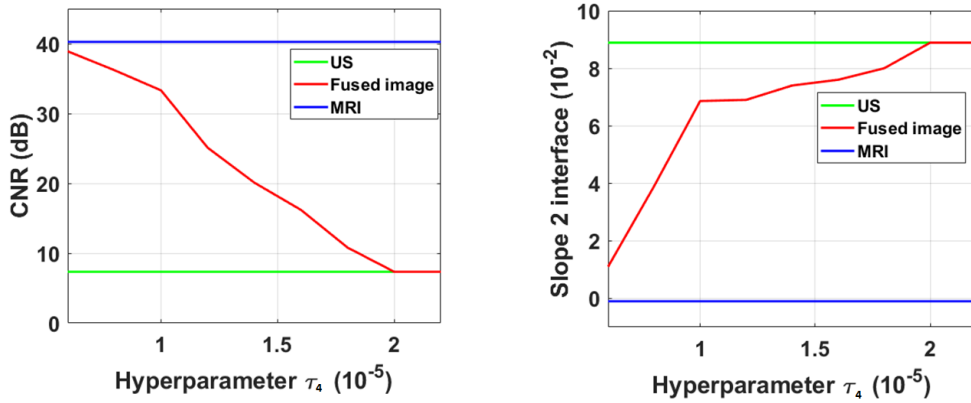 CNR (dB)
40
30
20
10
0
US
Fused image
MRI
1
1.5
2
Hyperparameter τ₄ (10⁻⁵)
Slope 2 interface (10⁻²)
10
8
6
4
2
0
US
Fused image
MRI
1
1.5
2
Hyperparameter τ₄ (10⁻⁵)